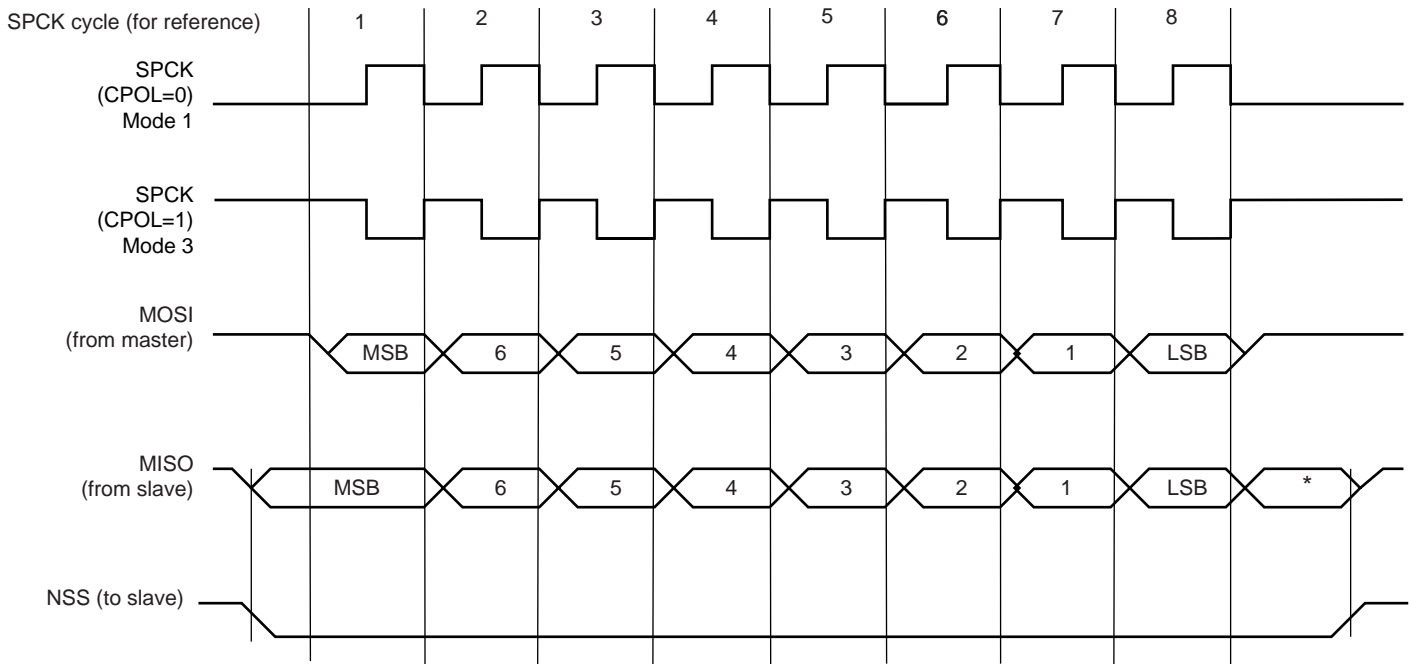 SPCK cycle (for reference)
1 2 3 4 5 6 7 8
SPCK
(CPOL=0)
Mode 1
SPCK
(CPOL=1)
Mode 3
MOSI
(from master)
MSB 6 5 4 3 2 1 LSB
MISO
(from slave)
MSB 6 5 4 3 2 1 LSB *
NSS (to slave)